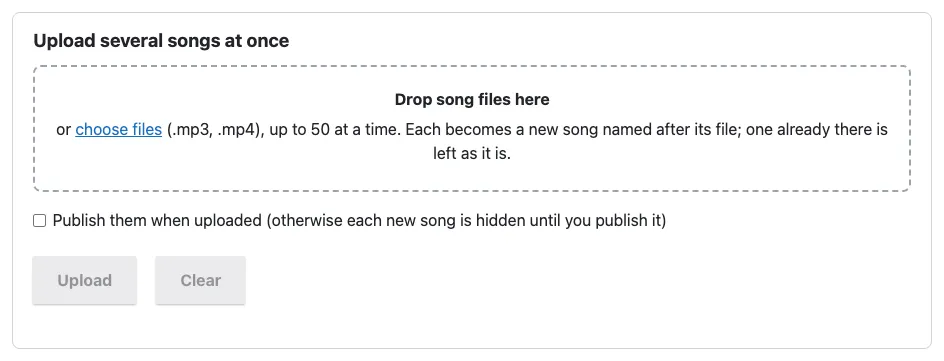 Upload several songs at once
Drop song files here
or choose files (.mp3, .mp4), up to 50 at a time. Each becomes a new song named after its file; one already there is
left as it is.
Publish them when uploaded (otherwise each new song is hidden until you publish it)
Upload Clear